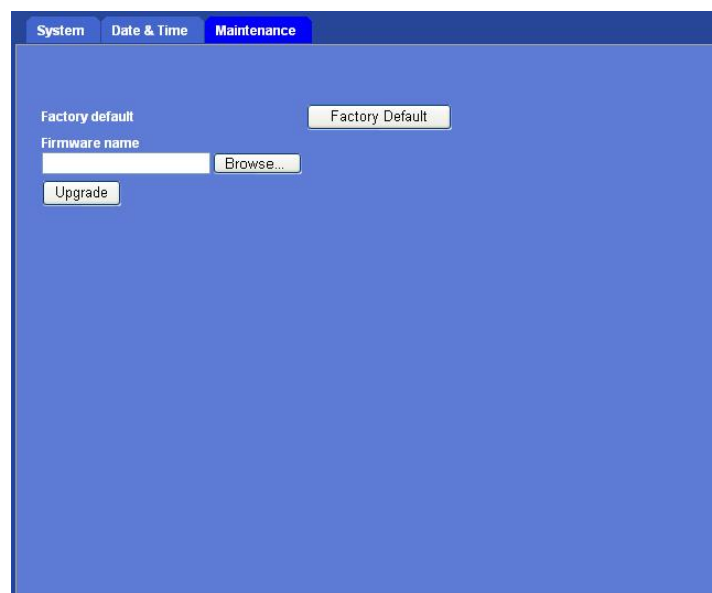 System Date & Time Maintenance
Factory default Factory Default
Firmware name
Browse...
Upgrade